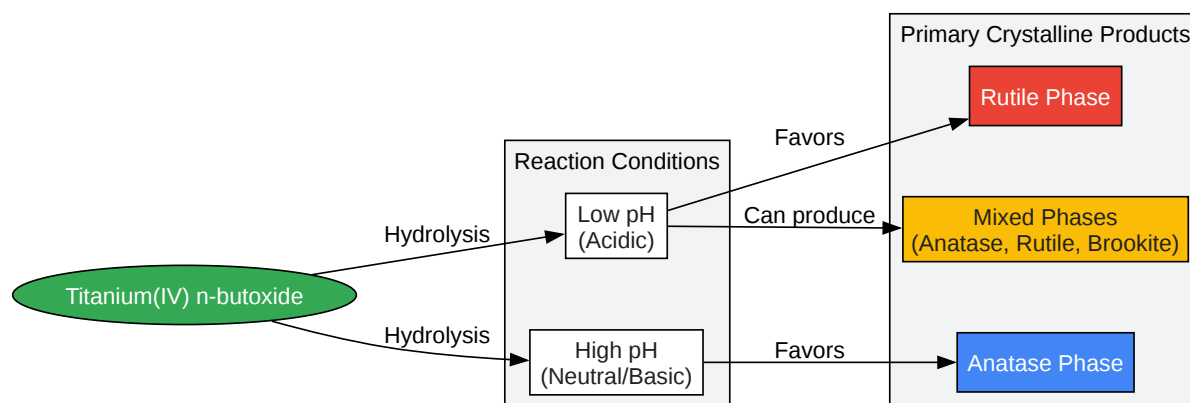 Primary Crystalline Products
Rutile Phase
Favors
Reaction Conditions
Low pH
(Acidic)
Can produce
Mixed Phases
(Anatase, Rutile, Brookite)
Hydrolysis
Titanium(IV) n-butoxide
Hydrolysis
High pH
(Neutral/Basic)
Favors
Anatase Phase